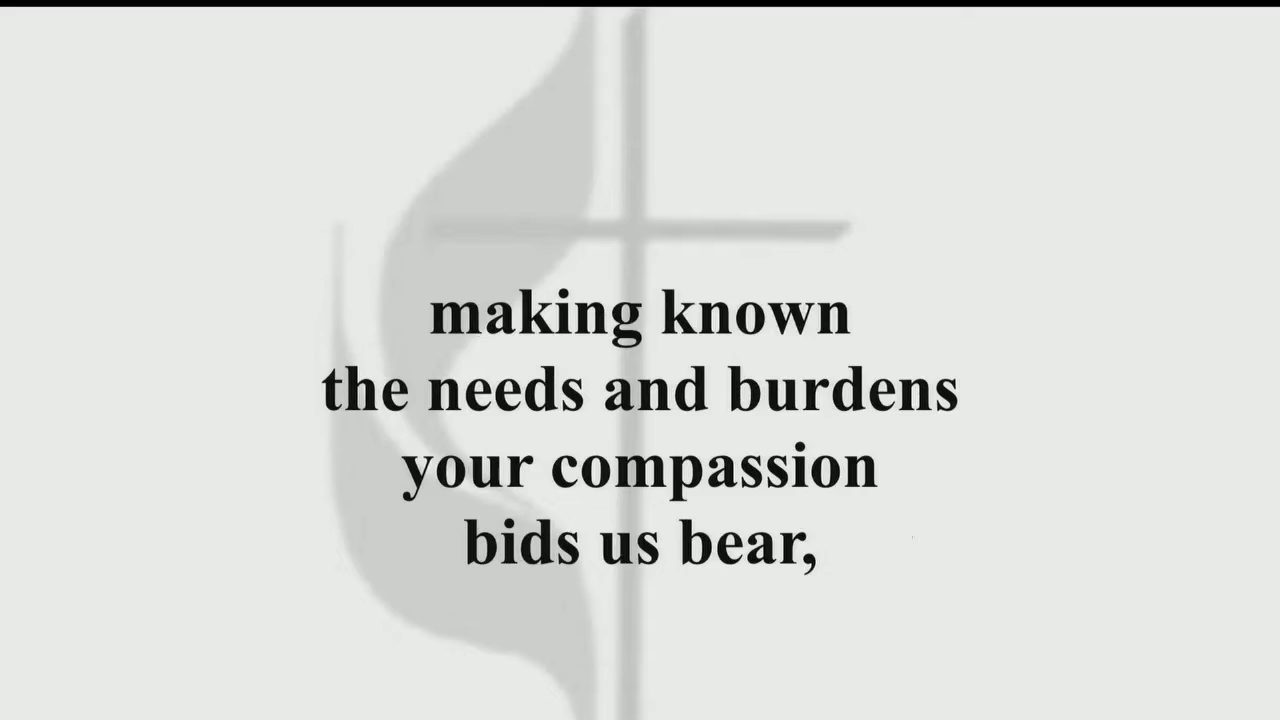 making known
the needs and burdens
your compassion
bids us bear,